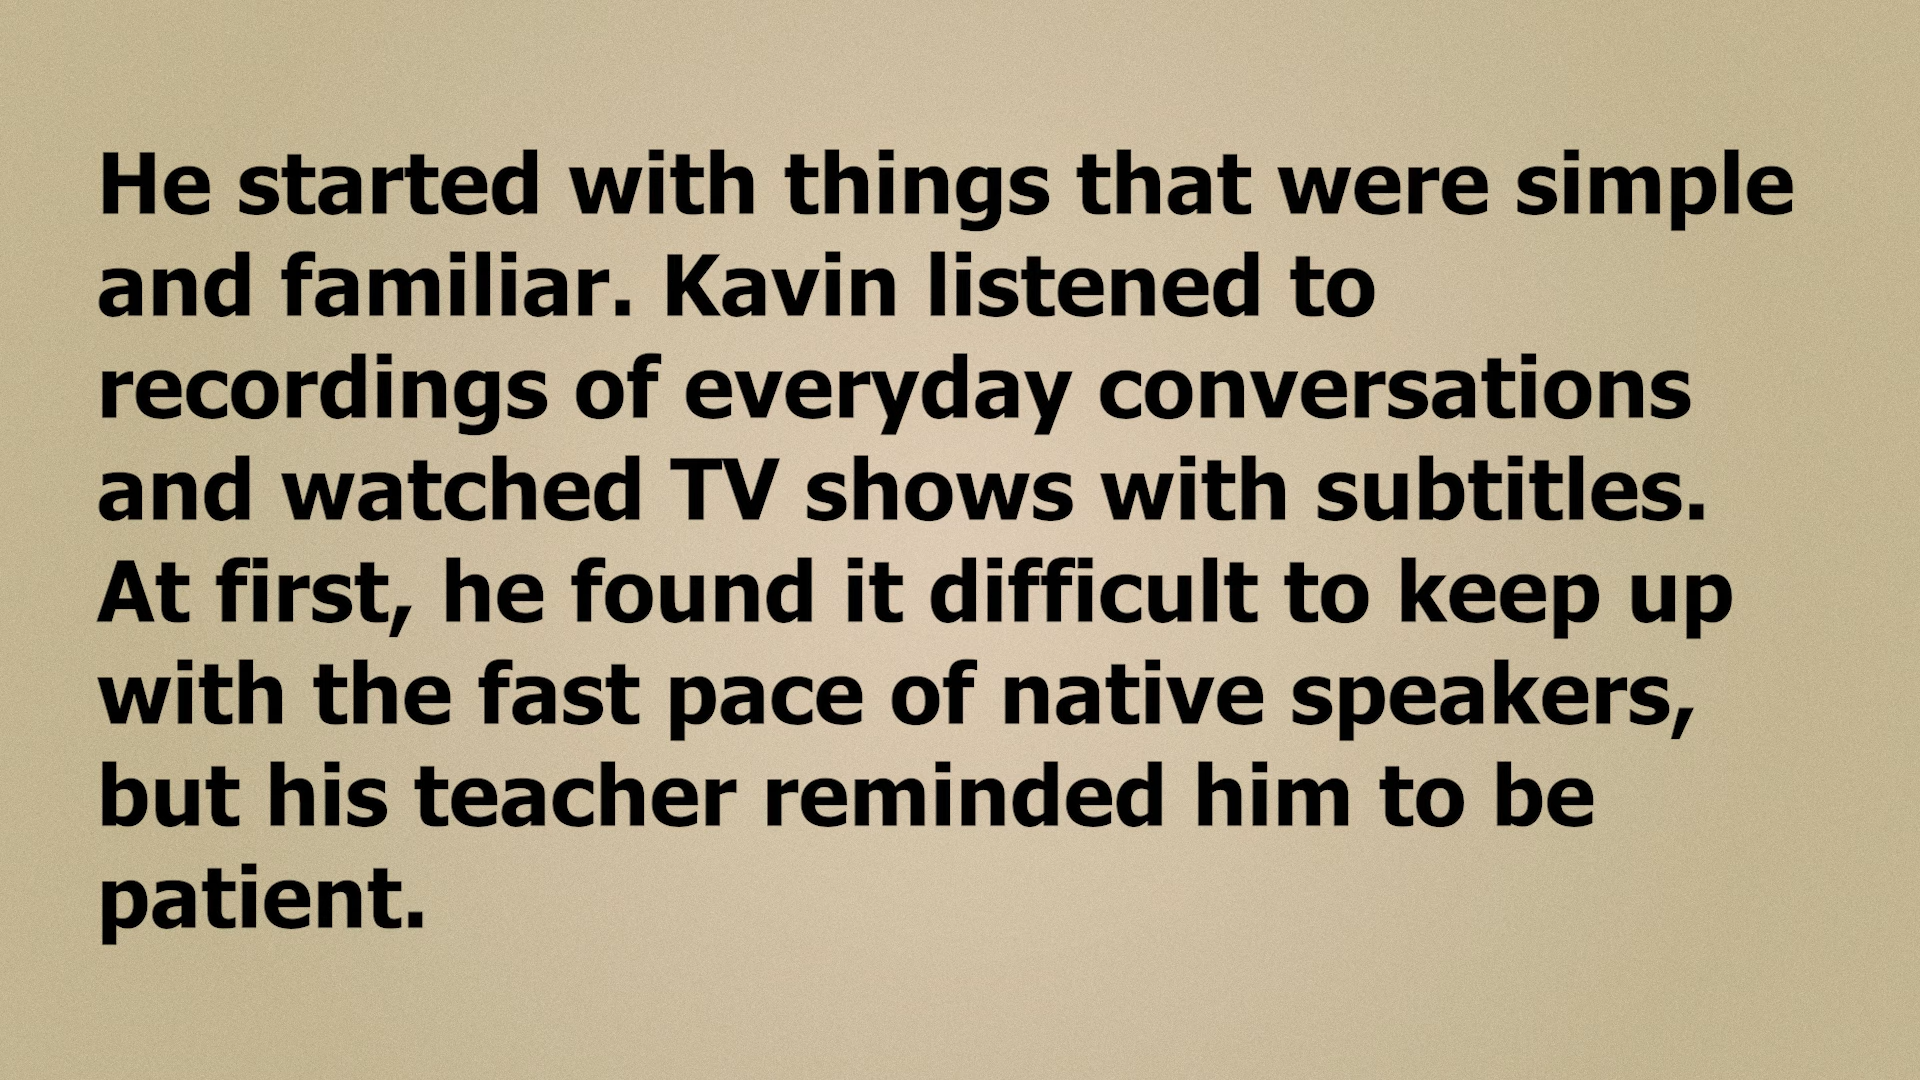 He started with things that were simple
and familiar. Kavin listened to
recordings of everyday conversations
and watched TV shows with subtitles.
At first, he found it difficult to keep up
with the fast pace of native speakers,
but his teacher reminded him to be
patient.